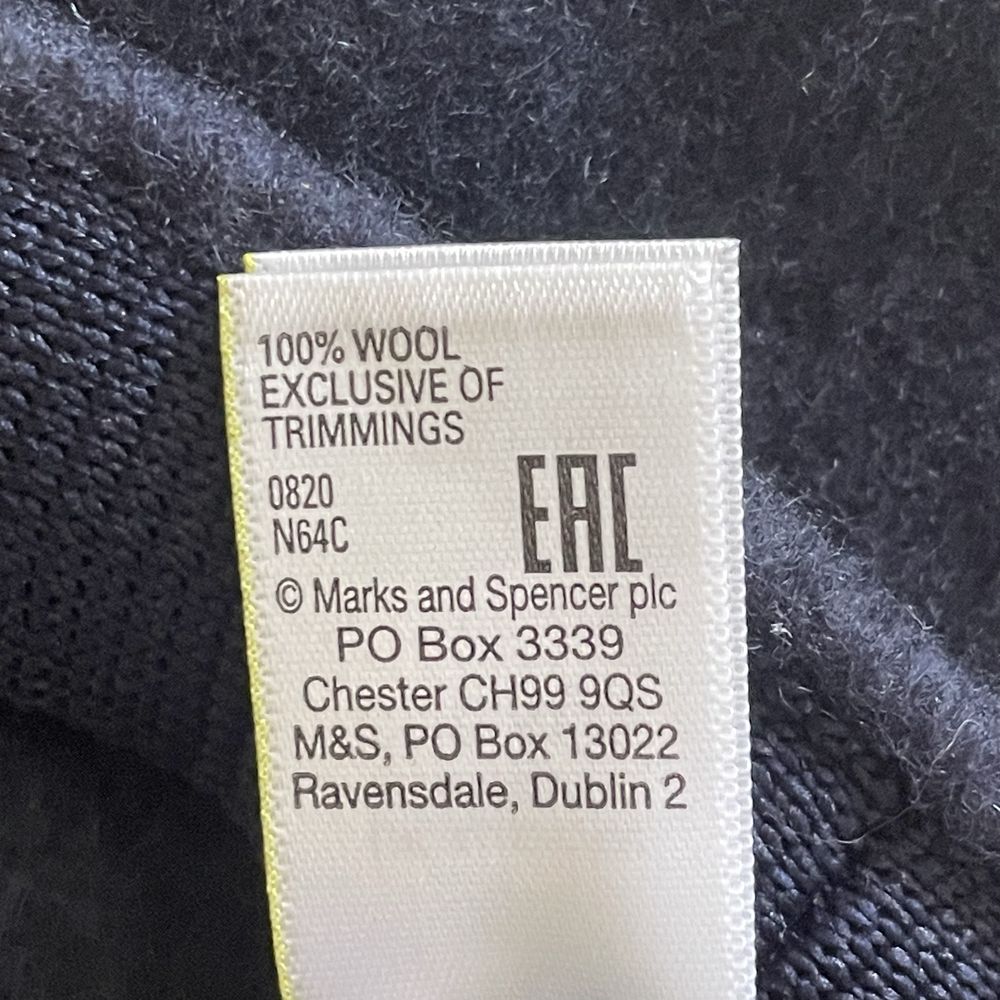 100% WOOL
EXCLUSIVE OF
TRIMMINGS
0820
N64C
EAC
© Marks and Spencer plc
PO Box 3339
Chester CH99 9QS
M&S, PO Box 13022
Ravensdale, Dublin 2